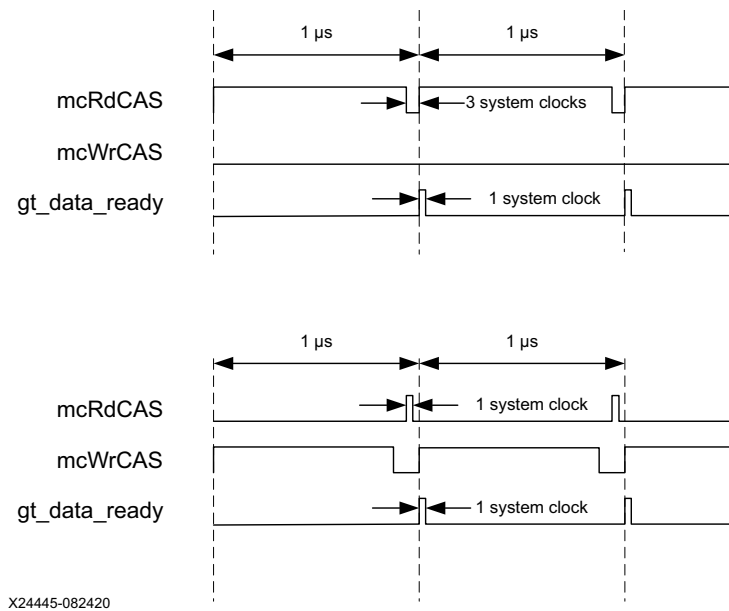 1 µs 1 µs
mcRdCAS
3 system clocks
mcWrCAS
gt_data_ready
1 system clock
1 µs 1 µs
mcRdCAS
1 system clock
mcWrCAS
gt_data_ready
1 system clock
X24445-082420